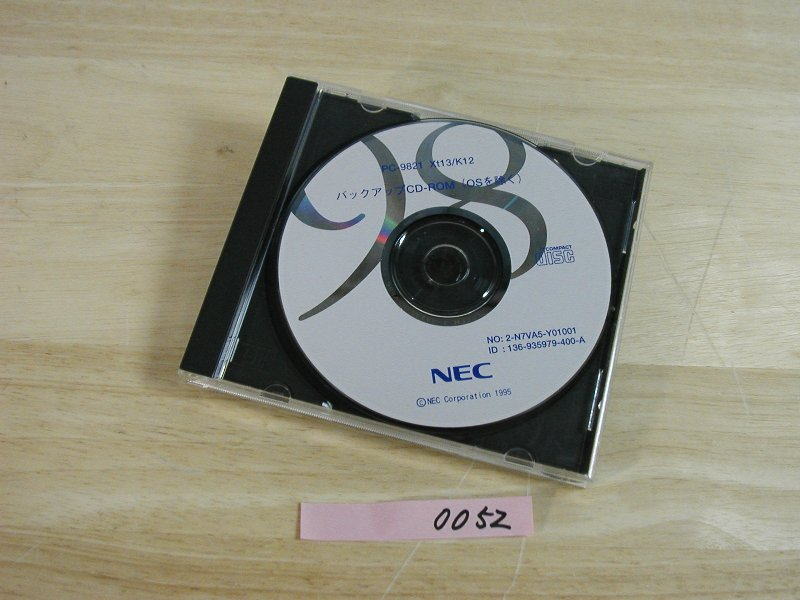 98
PC-9821 Xt13/K12
バックアップCD-ROM（OSを除く）
COMPACT
DISC
NO: 2-N7VA5-Y01001
ID : 136-935979-400-A
NEC
©NEC Corporation 1995
0052